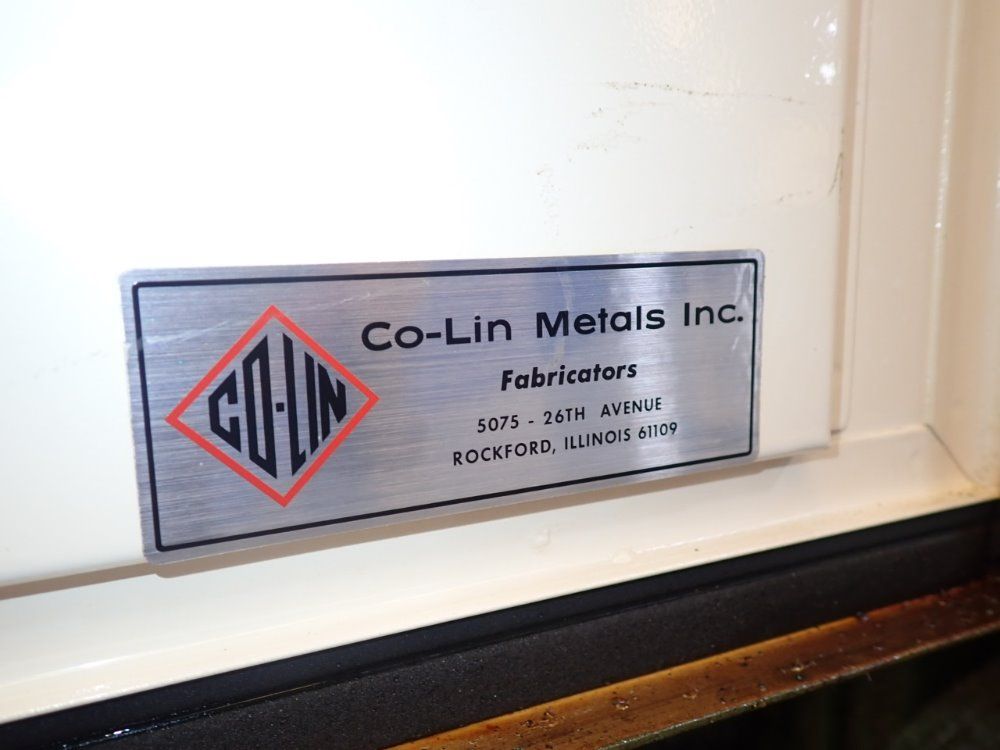 CO-LIN
Co-Lin Metals Inc.
Fabricators
5075 - 26TH AVENUE
ROCKFORD, ILLINOIS 61109